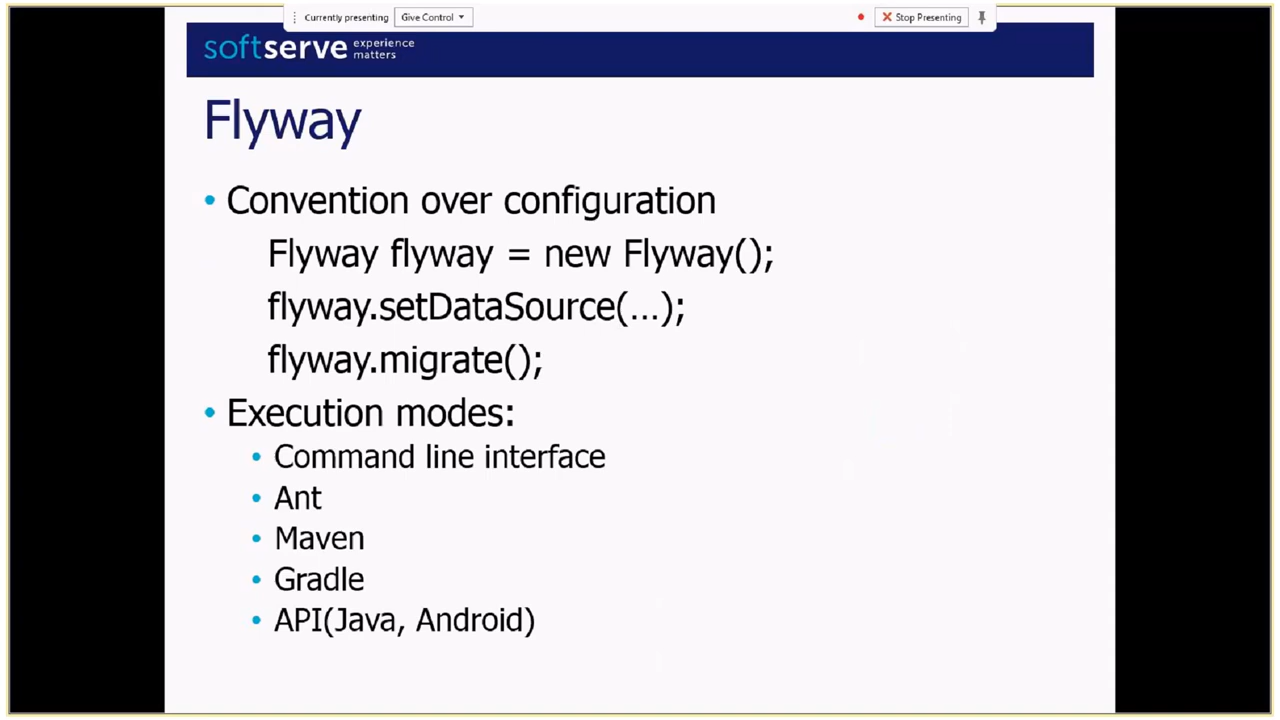 Currently presenting Give Control Stop Presenting
softserve experience matters
Flyway
• Convention over configuration
Flyway flyway = new Flyway();
flyway.setDataSource(...);
flyway.migrate();
• Execution modes:
• Command line interface
• Ant
• Maven
• Gradle
• API(Java, Android)